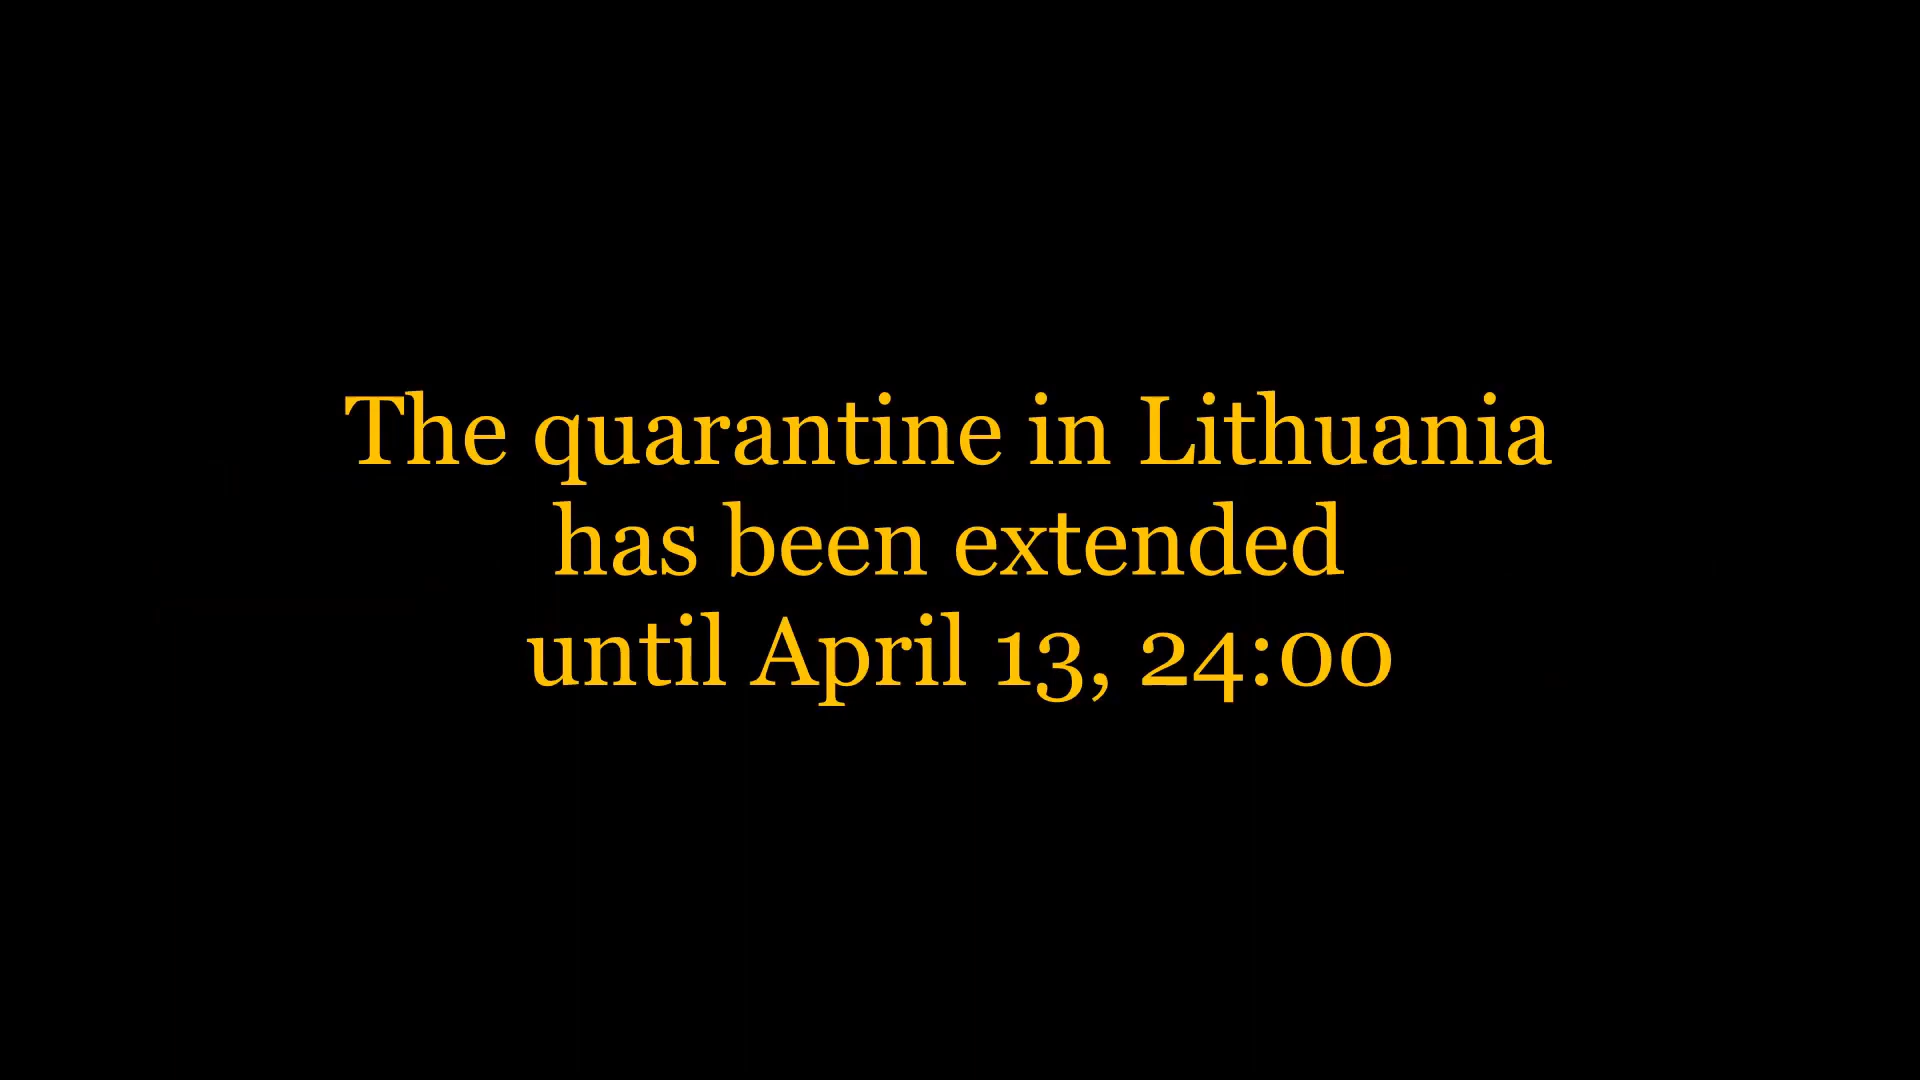 The quarantine in Lithuania
has been extended
until April 13, 24:00